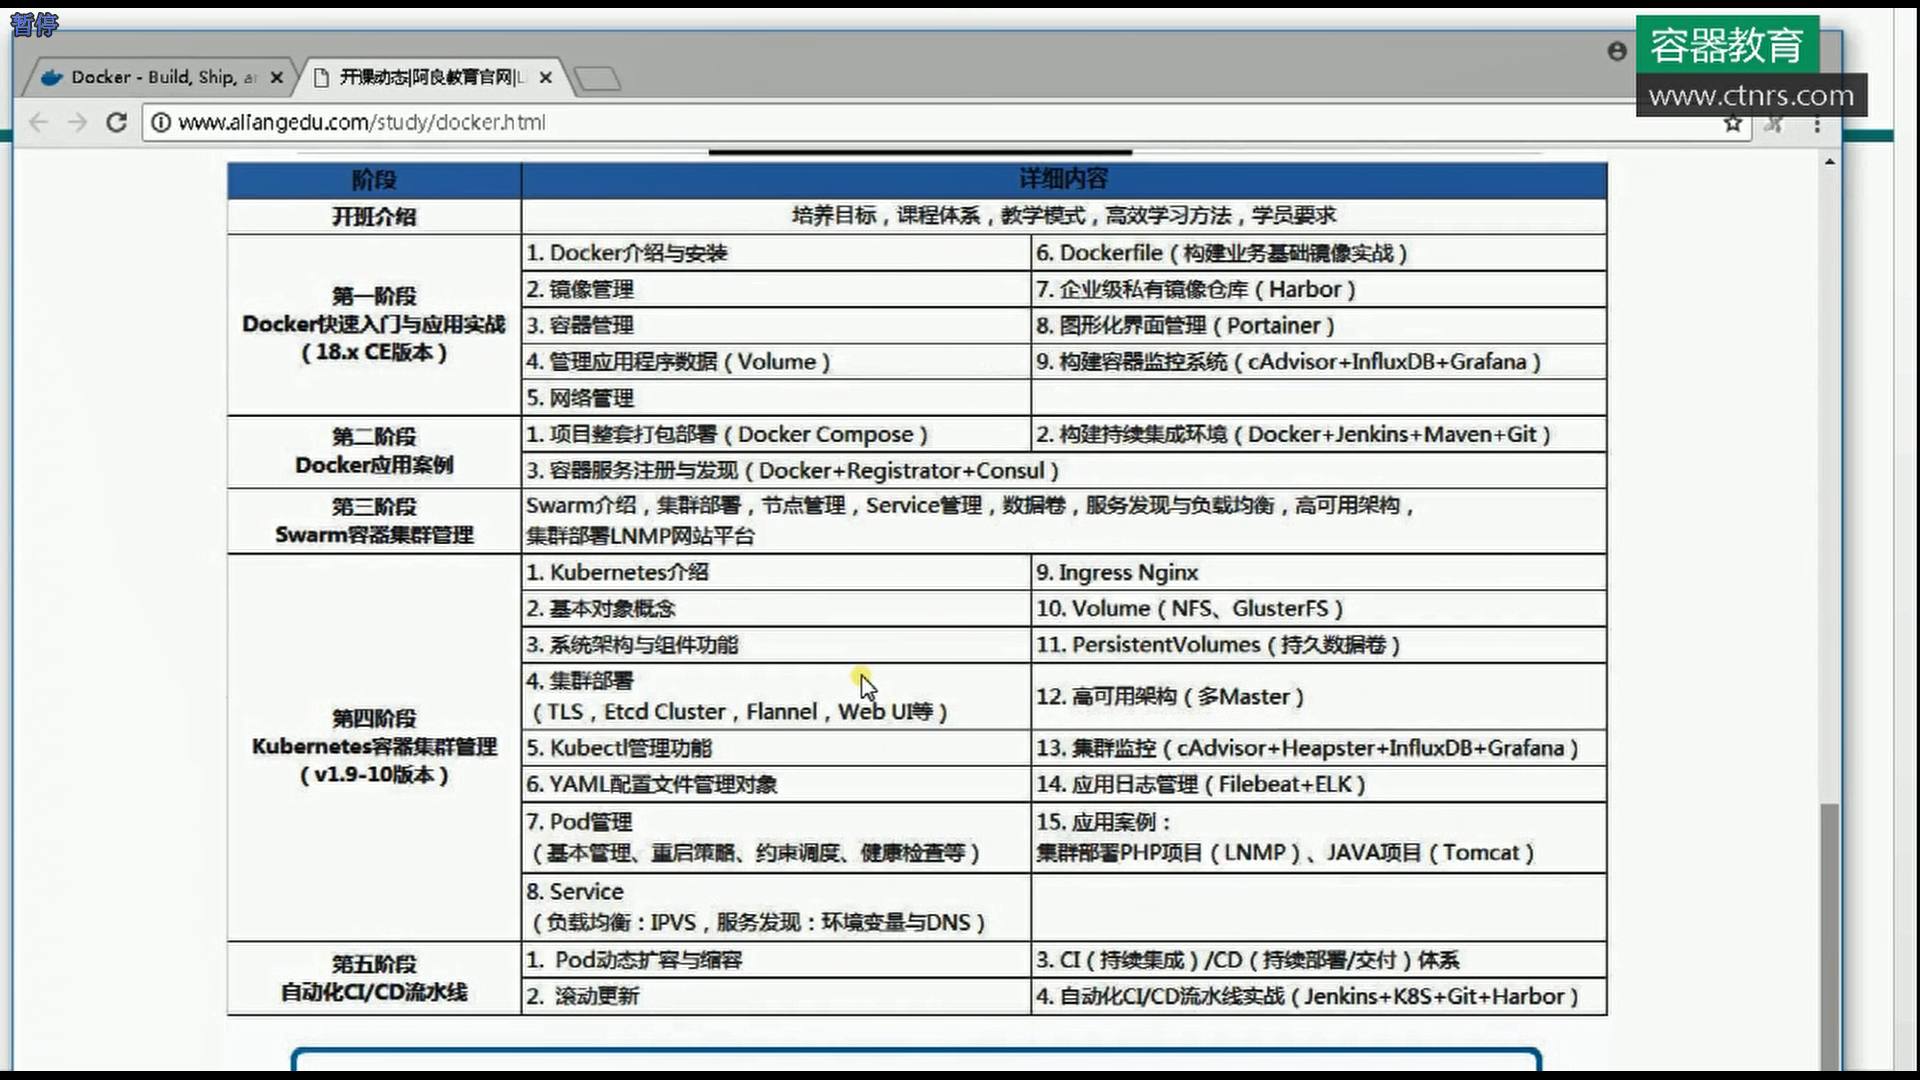 暂停
容器教育
www.ctnrs.com
Docker - Build, Ship, a
开课动态|阿良教育官网|L
www.aliangedu.com/study/docker.html
阶段
详细内容
开班介绍
培养目标，课程体系，教学模式，高效学习方法，学员要求
第一阶段
Docker快速入门与应用实战
（18.x CE版本）
1. Docker介绍与安装
6. Dockerfile（构建业务基础镜像实战）
2. 镜像管理
7. 企业级私有镜像仓库（Harbor）
3. 容器管理
8. 图形化界面管理（Portainer）
4. 管理应用程序数据（Volume）
9. 构建容器监控系统（cAdvisor+InfluxDB+Grafana）
5. 网络管理
第二阶段
Docker应用案例
1. 项目整套打包部署（Docker Compose）
2. 构建持续集成环境（Docker+Jenkins+Maven+Git）
3. 容器服务注册与发现（Docker+Registrator+Consul）
第三阶段
Swarm容器集群管理
Swarm介绍，集群部署，节点管理，Service管理，数据卷，服务发现与负载均衡，高可用架构，
集群部署LNMP网站平台
第四阶段
Kubernetes容器集群管理
（v1.9-10版本）
1. Kubernetes介绍
9. Ingress Nginx
2. 基本对象概念
10. Volume（NFS、GlusterFS）
3. 系统架构与组件功能
11. PersistentVolumes（持久数据卷）
4. 集群部署
（TLS，Etcd Cluster，Flannel，Web UI等）
12. 高可用架构（多Master）
5. Kubectl管理功能
13. 集群监控（cAdvisor+Heapster+InfluxDB+Grafana）
6. YAML配置文件管理对象
14. 应用日志管理（Filebeat+ELK）
7. Pod管理
（基本管理、重启策略、约束调度、健康检查等）
15. 应用案例：
集群部署PHP项目（LNMP）、JAVA项目（Tomcat）
8. Service
（负载均衡：IPVS，服务发现：环境变量与DNS）
第五阶段
自动化CI/CD流水线
1. Pod动态扩容与缩容
3. CI（持续集成）/CD（持续部署/交付）体系
2. 滚动更新
4. 自动化CI/CD流水线实战（Jenkins+K8S+Git+Harbor）